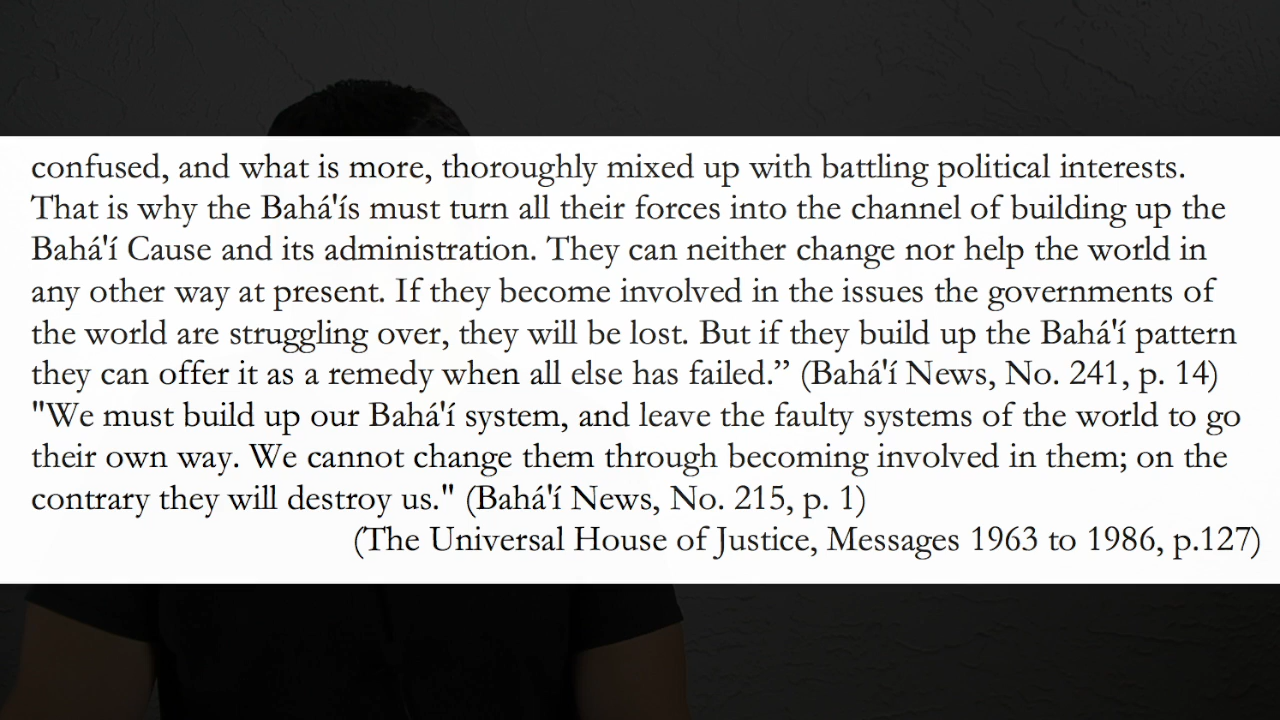 confused, and what is more, thoroughly mixed up with battling political interests.
That is why the Bahá'ís must turn all their forces into the channel of building up the
Bahá'í Cause and its administration. They can neither change nor help the world in
any other way at present. If they become involved in the issues the governments of
the world are struggling over, they will be lost. But if they build up the Bahá'í pattern
they can offer it as a remedy when all else has failed.” (Bahá'í News, No. 241, p. 14)
"We must build up our Bahá'í system, and leave the faulty systems of the world to go
their own way. We cannot change them through becoming involved in them; on the
contrary they will destroy us." (Bahá'í News, No. 215, p. 1)
(The Universal House of Justice, Messages 1963 to 1986, p.127)